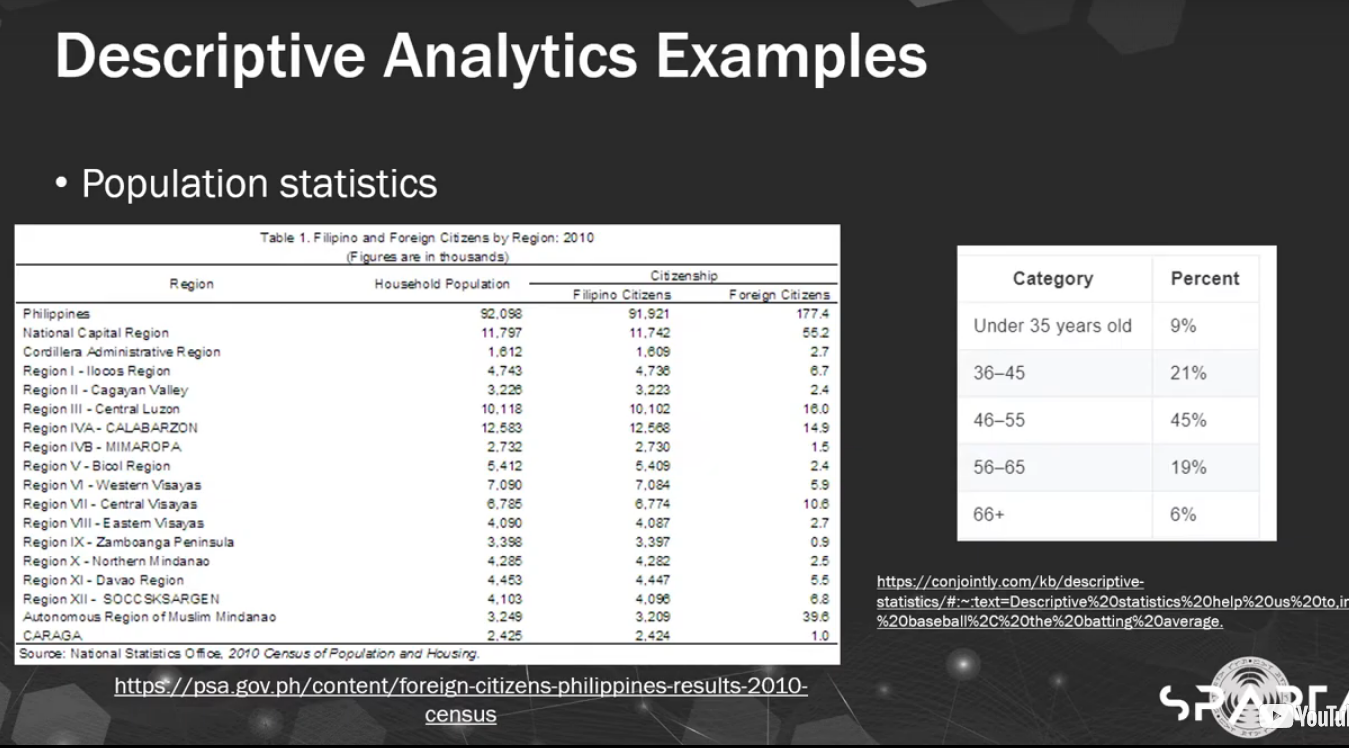 Descriptive Analytics Examples
• Population statistics
Table 1. Filipino and Foreign Citizens by Region: 2010
(Figures are in thousands)
Region Household Population Citizenship
Filipino Citizens Foreign Citizens
Philippines 92,098 91,921 177.4
National Capital Region 11,797 11,742 55.2
Cordillera Administrative Region 1,612 1,609 2.7
Region I - Ilocos Region 4,743 4,736 6.7
Region II - Cagayan Valley 3,226 3,223 2.4
Region III - Central Luzon 10,118 10,102 16.0
Region IVA - CALABARZON 12,583 12,568 14.9
Region IVB - MIMAROPA 2,732 2,730 1.5
Region V - Bicol Region 5,412 5,409 2.4
Region VI - Western Visayas 7,090 7,084 5.9
Region VII - Central Visayas 6,785 6,774 10.6
Region VIII - Eastern Visayas 4,090 4,087 2.7
Region IX - Zamboanga Peninsula 3,398 3,397 0.9
Region X - Northern Mindanao 4,285 4,282 2.5
Region XI - Davao Region 4,453 4,447 5.5
Region XII - SOCCSKSARGEN 4,103 4,096 6.8
Autonomous Region of Muslim Mindanao 3,249 3,209 39.6
CARAGA 2,425 2,424 1.0
Source: National Statistics Office, 2010 Census of Population and Housing.
https://psa.gov.ph/content/foreign-citizens-philippines-results-2010-
census
Category Percent
Under 35 years old 9%
36–45 21%
46–55 45%
56–65 19%
66+ 6%
https://conjointly.com/kb/descriptive-
statistics/#:~:text=Descriptive%20statistics%20help%20us%20to,in
%20baseball%2C%20the%20batting%20average.
SPARTA
YouTu